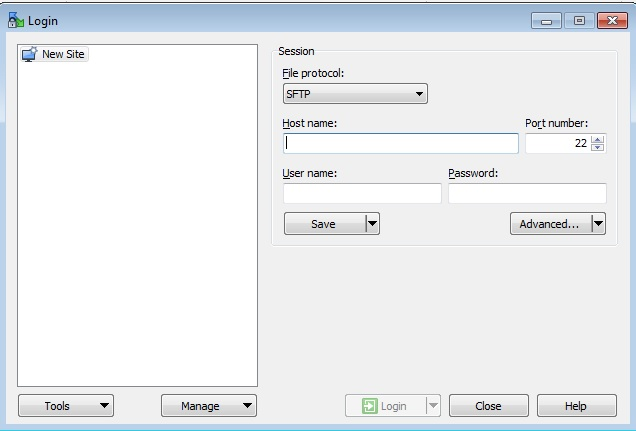 Login
New Site
Session
File protocol:
SFTP
Host name:
Port number:
22
User name:
Password:
Save
Advanced...
Tools
Manage
Login
Close
Help